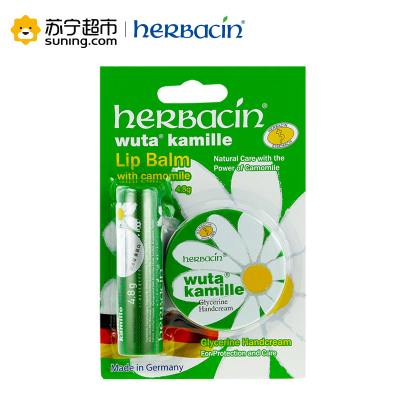 苏宁超市
suning.com
herbacin®
herbacin®
wuta® kamille
Lip Balm
with camomile
4.8g
Natural Care with the
Power of Camomile
4.8g
kamille
herbacin®
wuta®
kamille
Glycerine
Handcream
Glycerine Handcream
For Protection and Care
Made in Germany